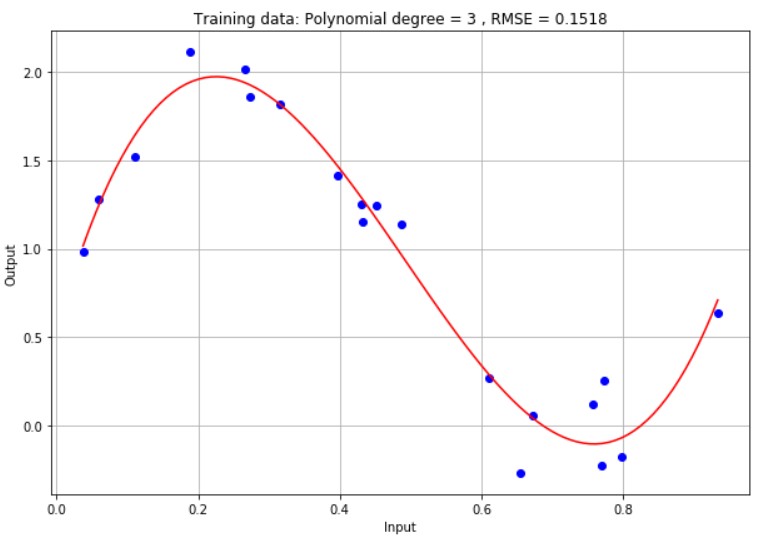 Training data: Polynomial degree = 3 , RMSE = 0.1518
2.0
1.5
1.0
0.5
0.0
Output
0.0 0.2 0.4 0.6 0.8
Input